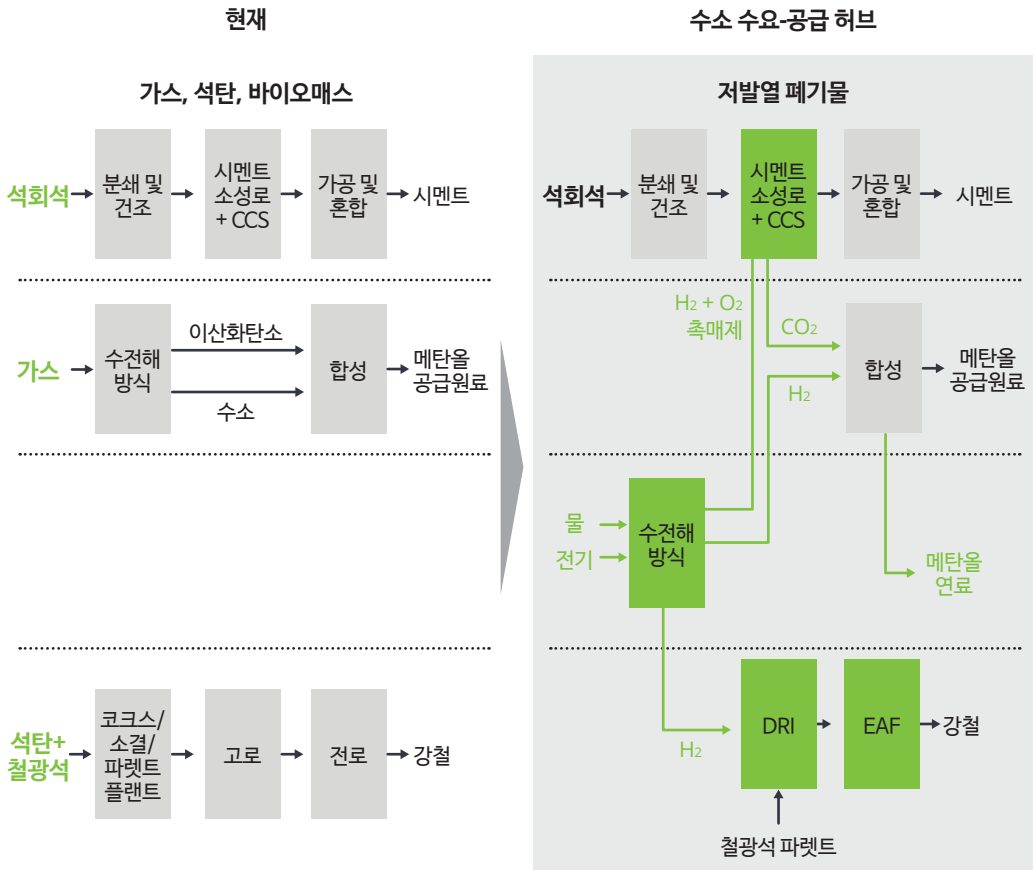 현재
가스, 석탄, 바이오매스
석회석
분쇄 및
건조
시멘트
소성로
+ CCS
가공 및
혼합
시멘트
가스
수전해
방식
이산화탄소
수소
합성
메탄올
공급원료
석탄+
철광석
코크스/
소결/
파렛트
플랜트
고로
전로
강철
수소 수요-공급 허브
저발열 폐기물
석회석
분쇄 및
건조
시멘트
소성로
+ CCS
가공 및
혼합
시멘트
H2 + O2
촉매제
CO2
H2
합성
메탄올
공급원료
물
전기
수전해
방식
메탄올
연료
H2
DRI
EAF
강철
철광석 파렛트